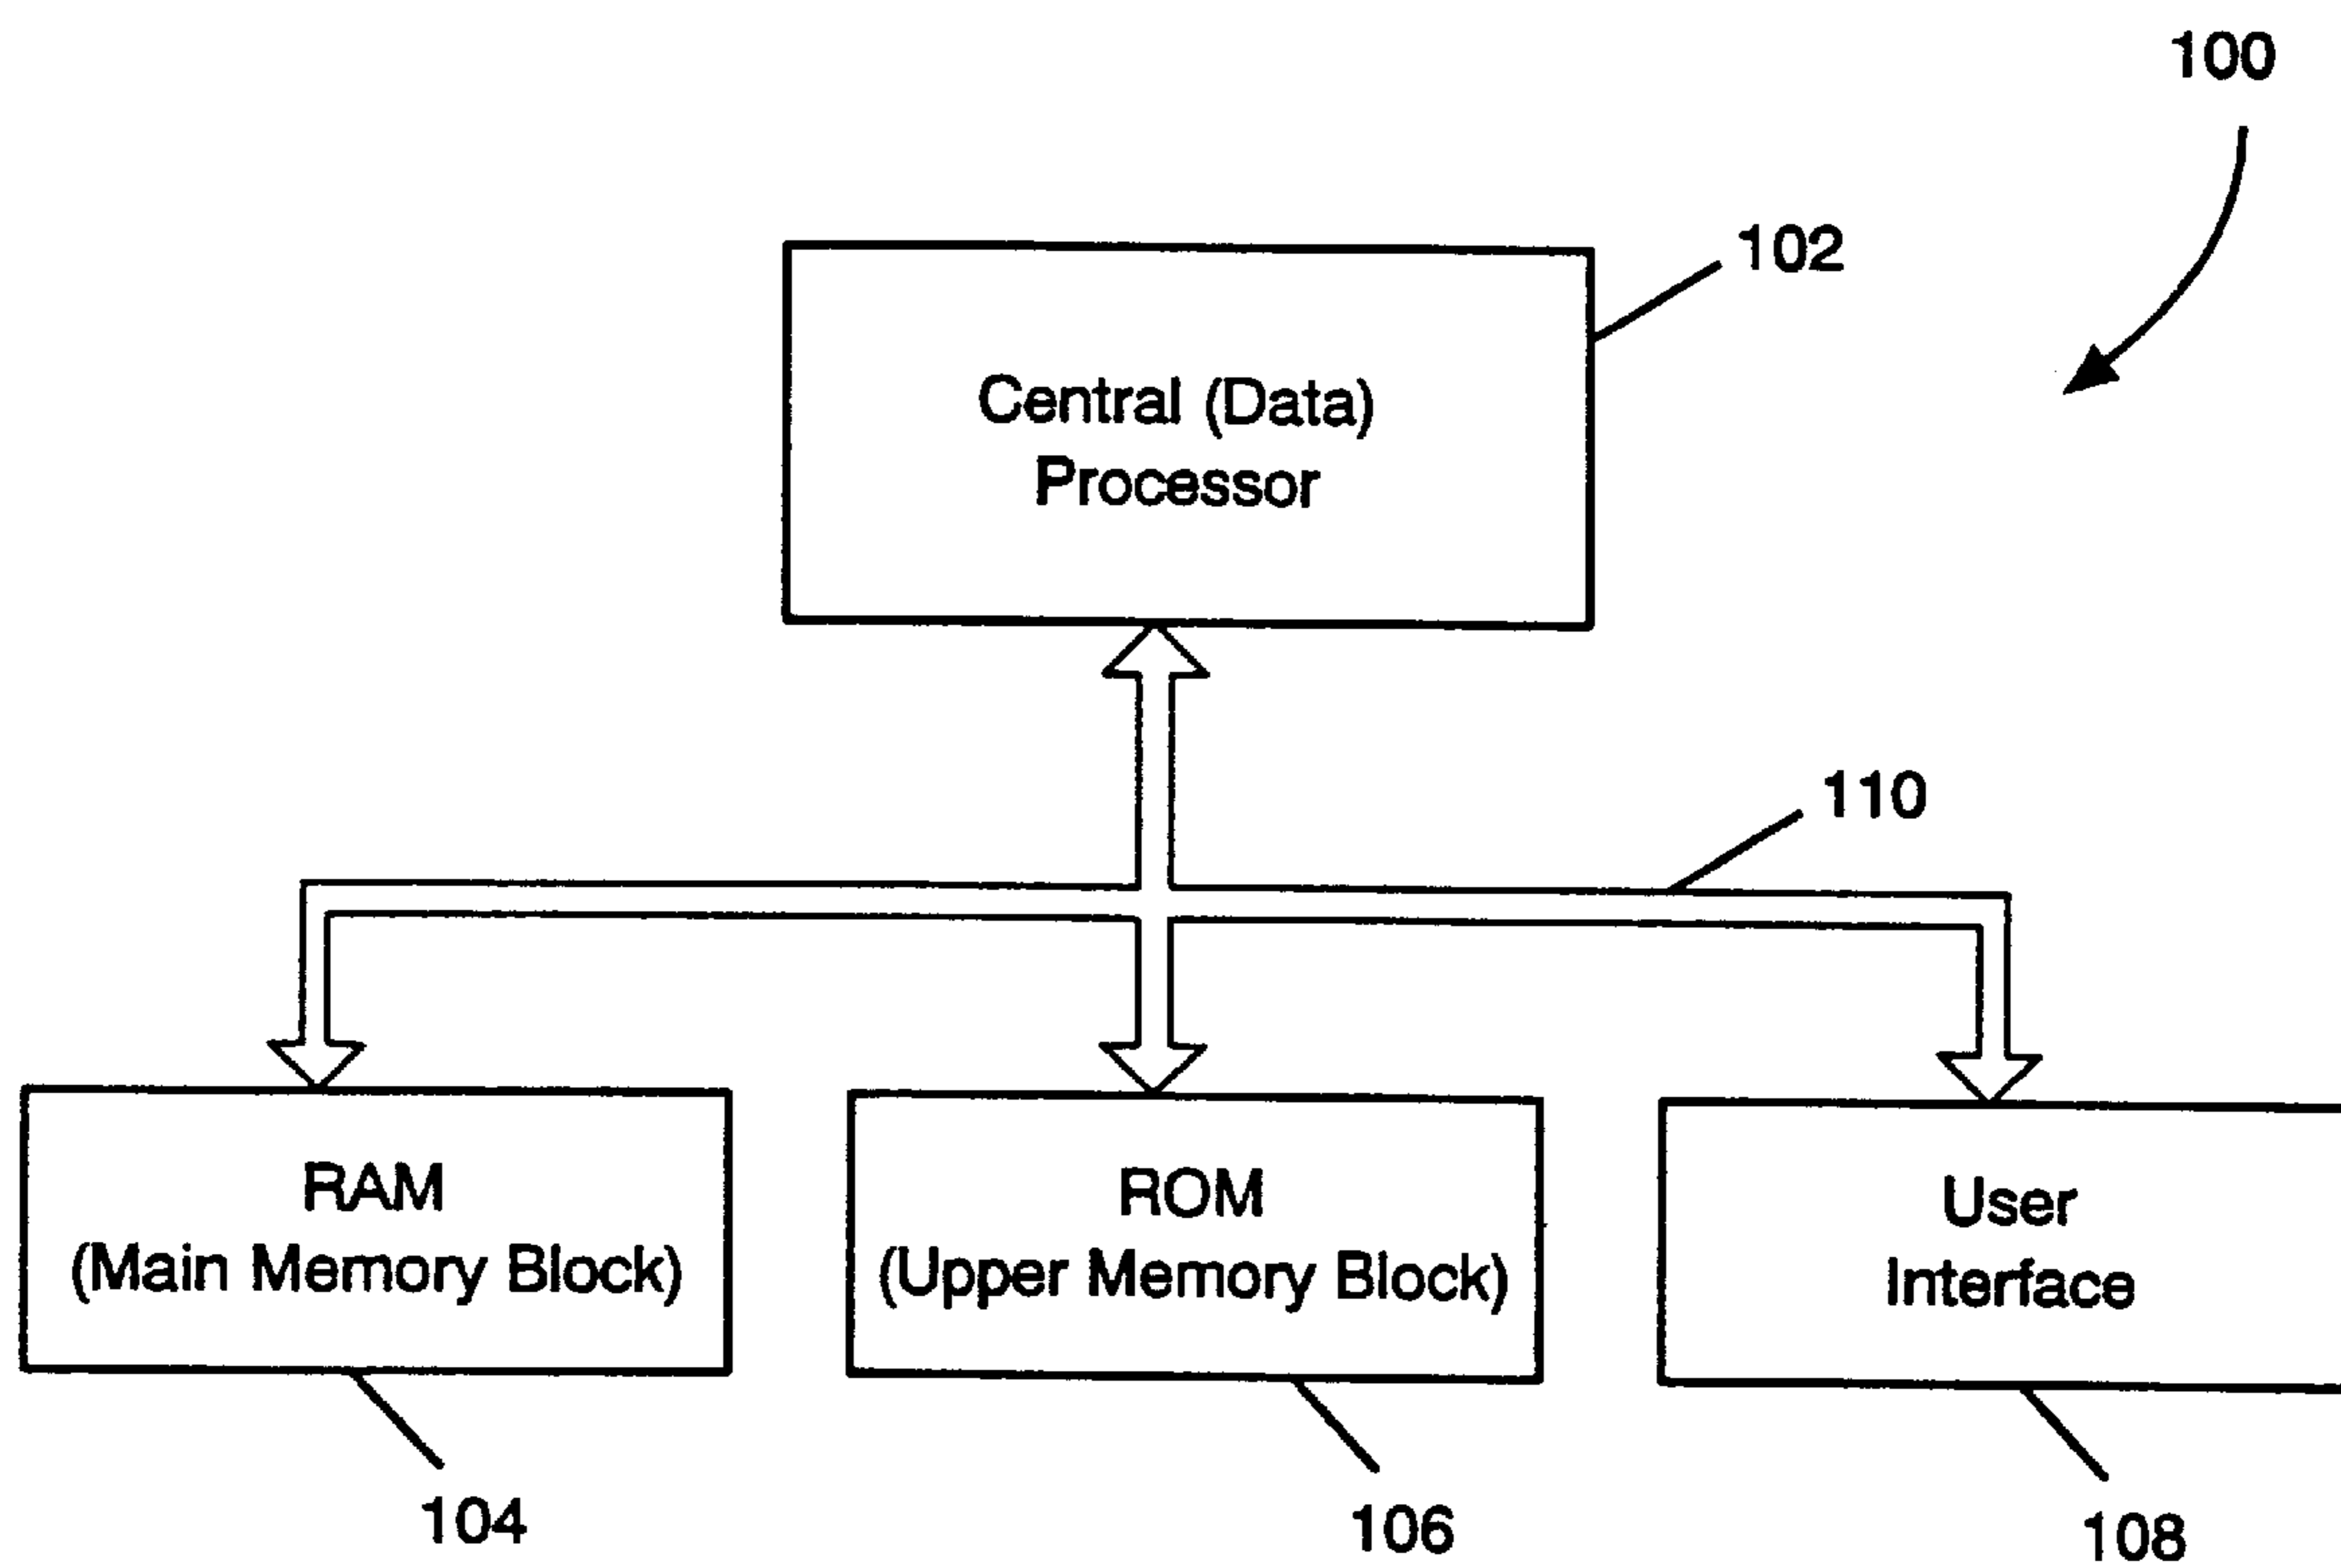 100
102
Central (Data)
Processor
110
RAM
(Main Memory Block)
ROM
(Upper Memory Block)
User
Interface
104
106
108